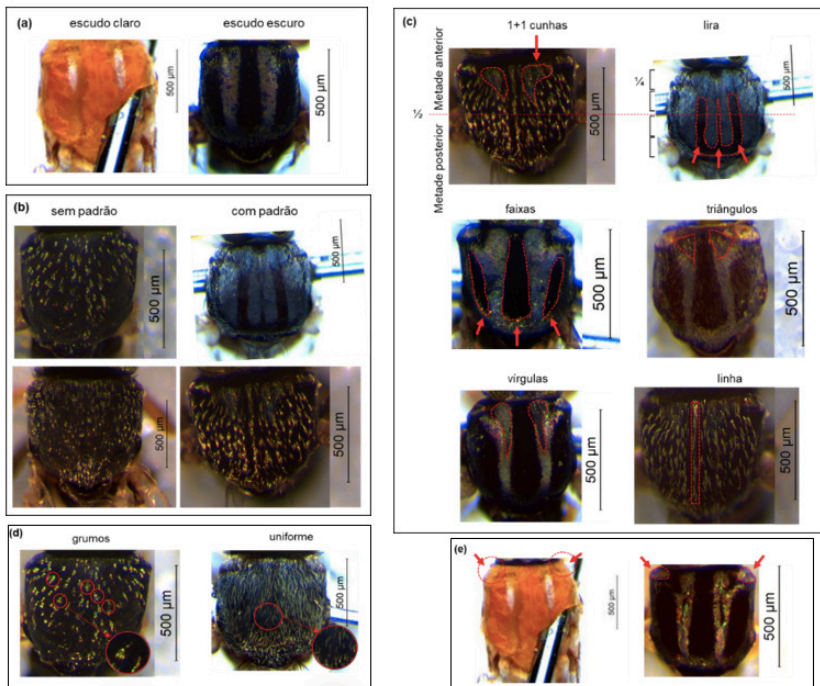 (a)
escudo claro escudo escuro
500 µm
500 µm
(b)
sem padrão com padrão
500 µm
500 µm
500 µm
500 µm
(c)
1+1 cunhas lira
Metade anterior
½
Metade posterior
¼
500 µm
500 µm
faixas triângulos
500 µm
500 µm
vírgulas linha
500 µm
500 µm
(d)
grumos uniforme
500 µm
500 µm
(e)
500 µm
500 µm